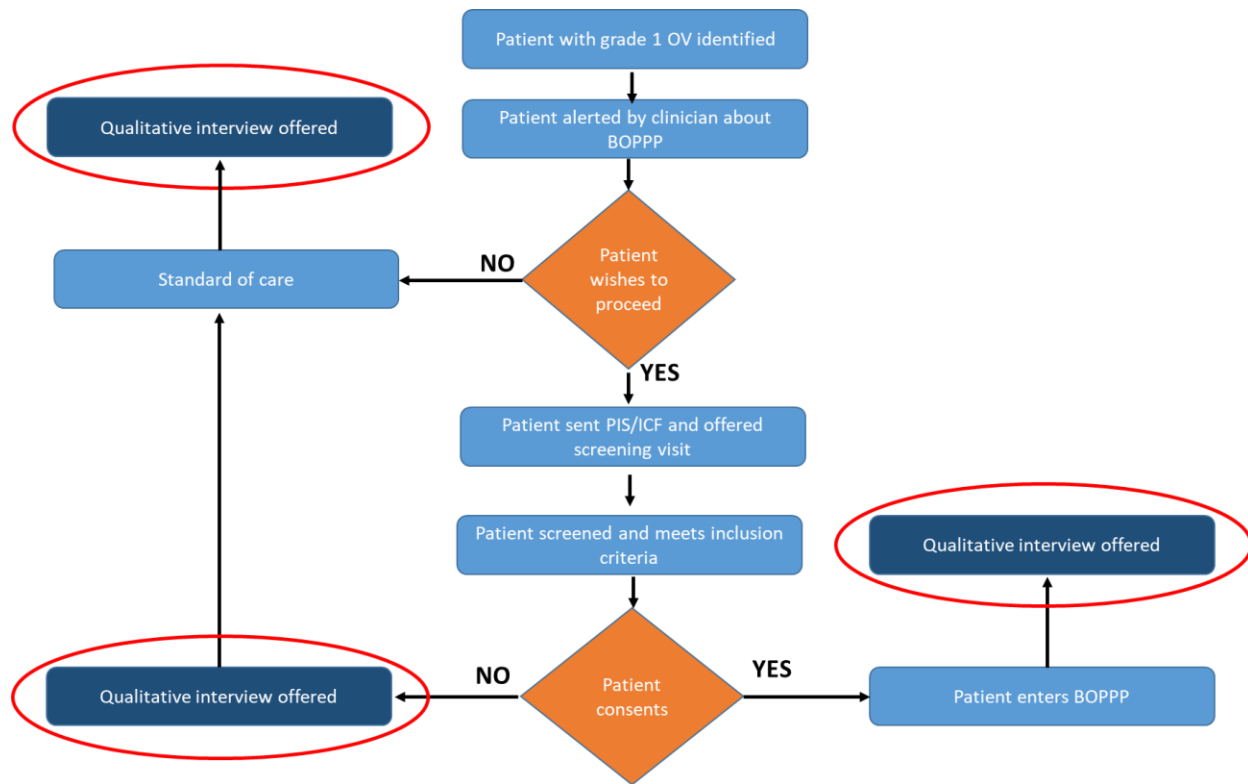 Patient with grade 1 OV identified
Qualitative interview offered
Patient alerted by clinician about
BOPPP
Standard of care
NO
Patient
wishes to
proceed
YES
Patient sent PIS/ICF and offered
screening visit
Patient screened and meets inclusion
criteria
Qualitative interview offered
Qualitative interview offered
NO
Patient
consents
YES
Patient enters BOPPP